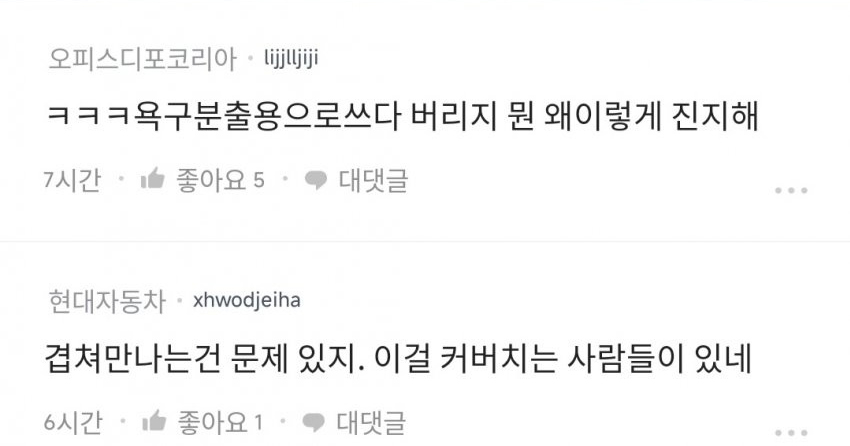 오피스디포코리아 · lijjlljiji
ㅋㅋㅋ욕구분출용으로쓰다 버리지 뭔 왜이렇게 진지해
7시간 · 좋아요 5 · 대댓글
현대자동차 · xhwodjeiha
겹쳐만나는건 문제 있지. 이걸 커버치는 사람들이 있네
6시간 · 좋아요 1 · 대댓글